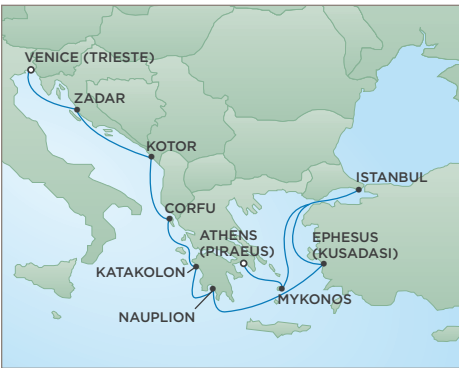 VENICE (TRIESTE)
ZADAR
KOTOR
ISTANBUL
CORFU
ATHENS
(PIRAEUS)
EPHESUS
(KUSADASI)
KATAKOLON
MYKONOS
NAUPLION